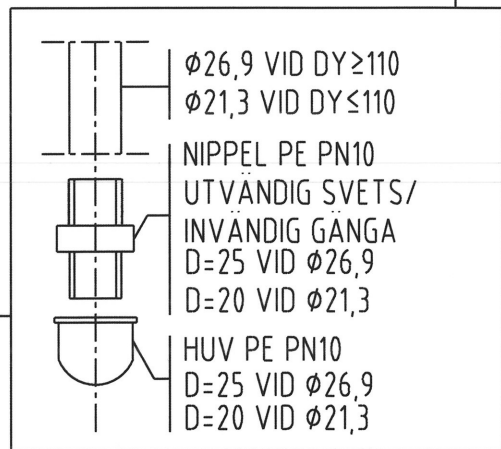 Φ26,9 VID DY≥110
Φ21,3 VID DY≤110
NIPPEL PE PN10
UTVÄNDIG SVETS/
INVÄNDIG GÄNGA
D=25 VID Φ26,9
D=20 VID Φ21,3
HUV PE PN10
D=25 VID Φ26,9
D=20 VID Φ21,3